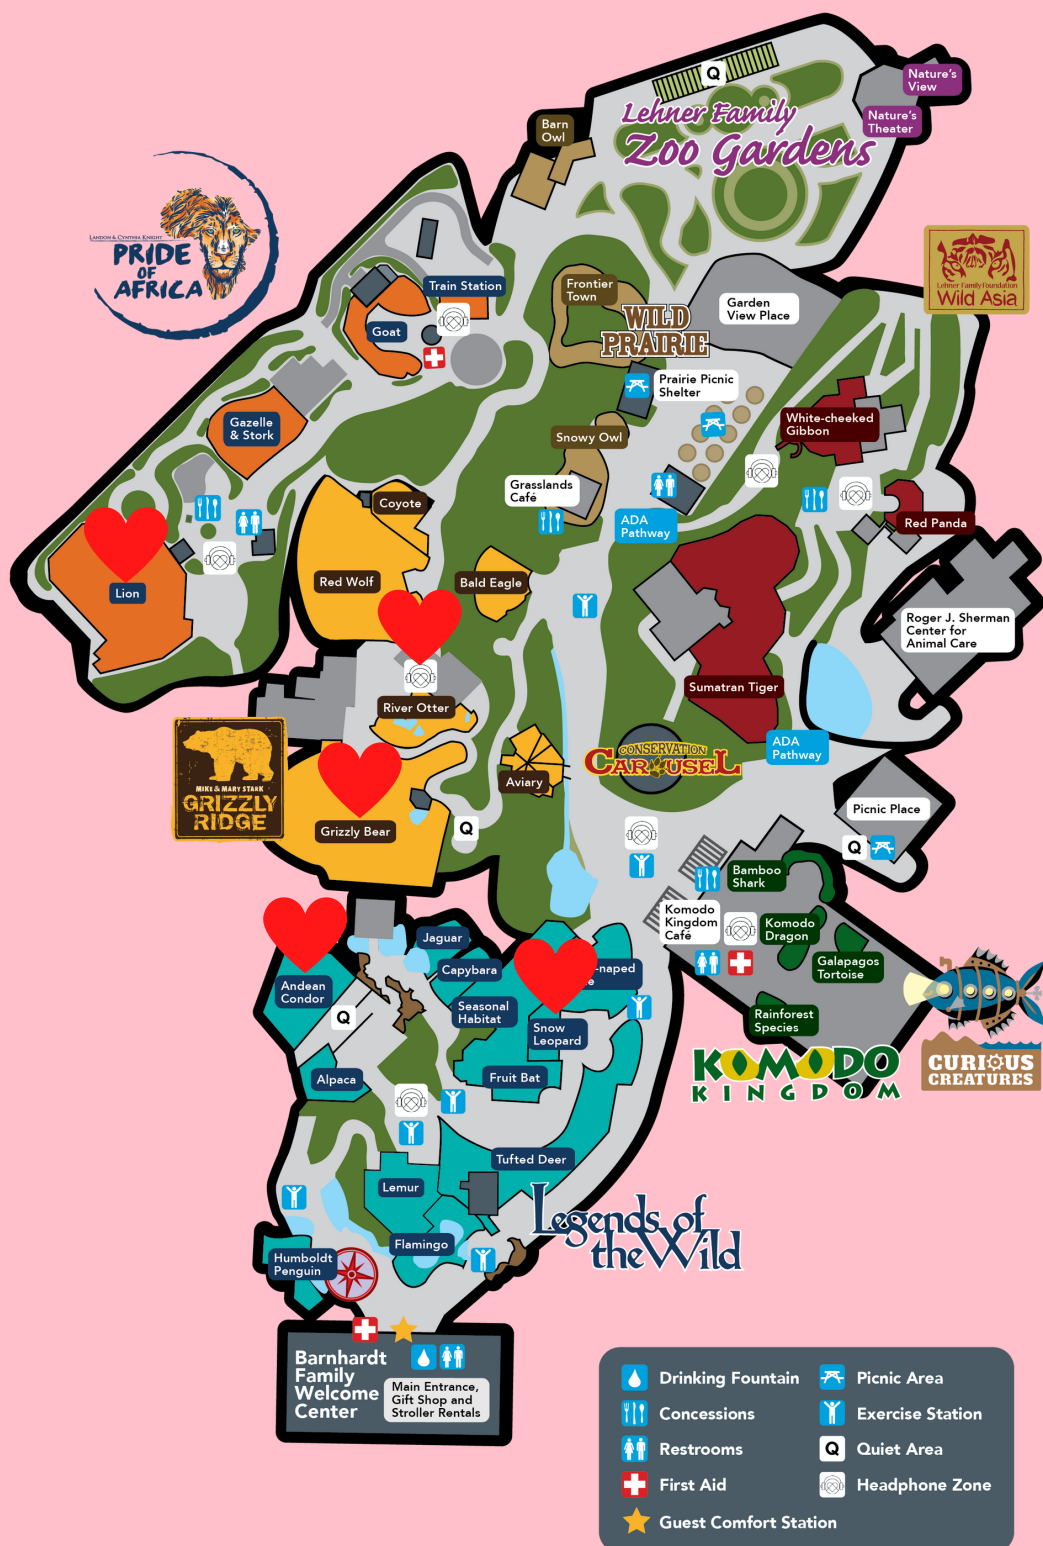 Q
Nature's
View
Nature's
Theater
Lehner Family
Zoo Gardens
Barn
Owl
LANDON & CYNTHIA KNIGHT
PRIDE
OF
AFRICA
Lehner Family Foundation
Wild Asia
Train Station
Goat
Frontier
Town
Garden
View Place
WILD
PRAIRIE
Prairie Picnic
Shelter
Gazelle
& Stork
White-cheeked
Gibbon
Snowy Owl
Grasslands
Café
Coyote
ADA
Pathway
Red Panda
Red Wolf
Bald Eagle
Lion
Roger J. Sherman
Center for
Animal Care
Sumatran Tiger
River Otter
CONSERVATION
CAROUSEL
ADA
Pathway
MIKE & MARY STARK
GRIZZLY
RIDGE
Aviary
Grizzly Bear
Q
Picnic Place
Q
Bamboo
Shark
Komodo
Kingdom
Café
Komodo
Dragon
Jaguar
Capybara
-naped
Galapagos
Tortoise
Andean
Condor
Seasonal
Habitat
Q
Snow
Leopard
Rainforest
Species
KOMODO
KINGDOM
CURIOUS
CREATURES
Alpaca
Fruit Bat
Tufted Deer
Lemur
Legends of
the Wild
Flamingo
Humboldt
Penguin
Barnhardt
Family
Welcome
Center
Main Entrance,
Gift Shop and
Stroller Rentals
Drinking Fountain
Picnic Area
Concessions
Exercise Station
Restrooms
Q
Quiet Area
First Aid
Headphone Zone
Guest Comfort Station